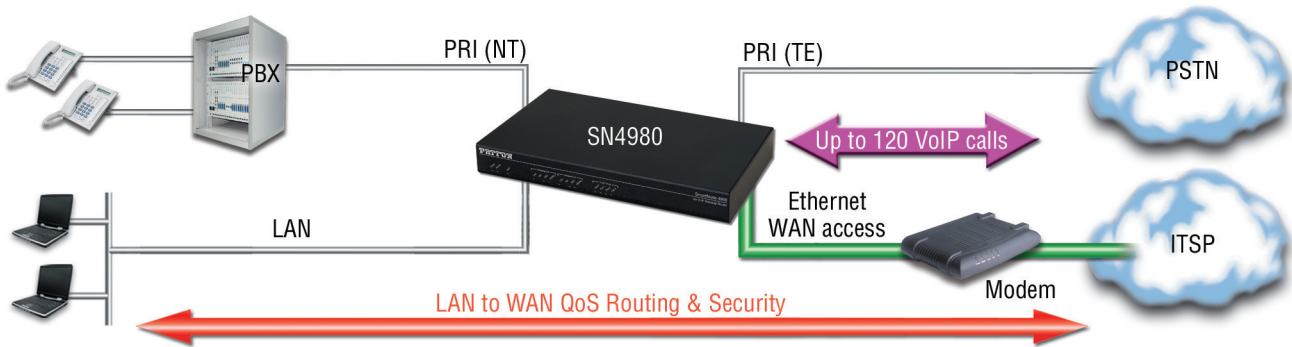 PBX
PRI (NT)
PRI (TE)
PSTN
SN4980
PATTON
Up to 120 VoIP calls
Ethernet
WAN access
LAN
ITSP
Modem
LAN to WAN QoS Routing & Security